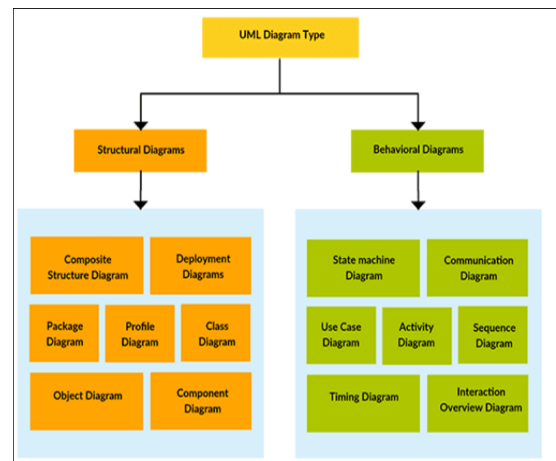 UML Diagram Type
Structural Diagrams
Behavioral Diagrams
Composite
Structure Diagram
Deployment
Diagrams
Package
Diagram
Profile
Diagram
Class
Diagram
Object Diagram
Component
Diagram
State machine
Diagram
Communication
Diagram
Use Case
Diagram
Activity
Diagram
Sequence
Diagram
Timing Diagram
Interaction
Overview Diagram